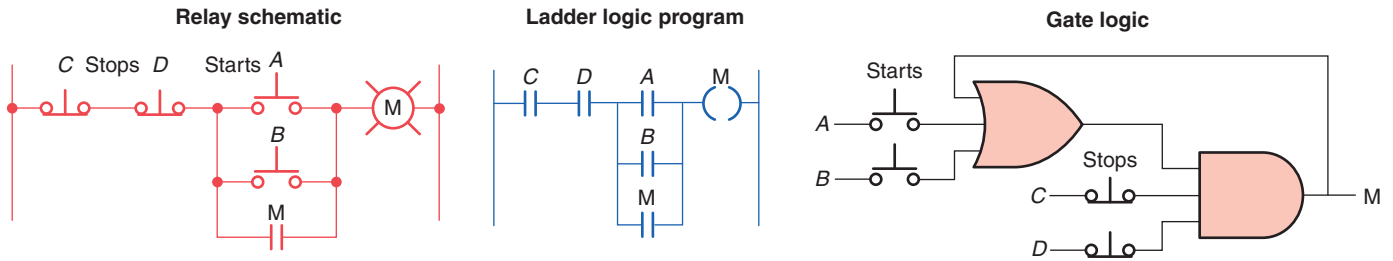 Relay schematic
C Stops D Starts A
M
B
M
Ladder logic program
C D A M
B
M
Gate logic
Starts
A
B
Stops
C
D
M